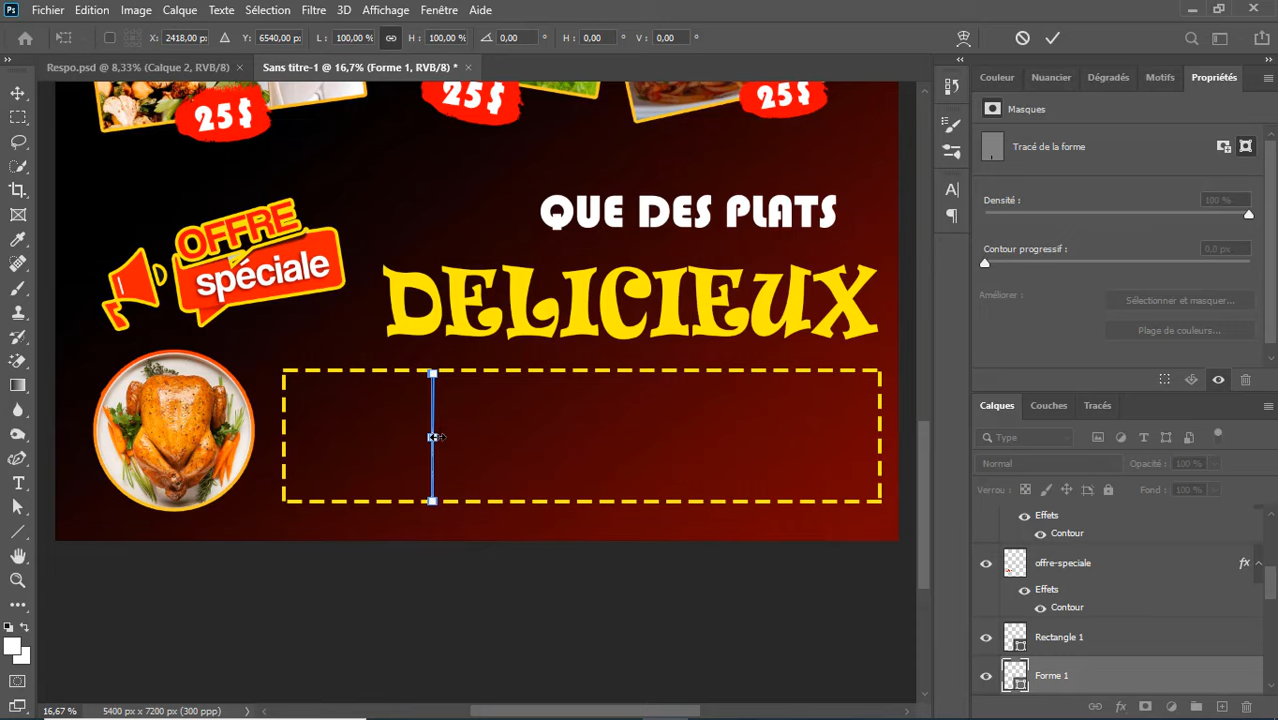 Ps Fichier Edition Image Calque Texte Sélection Filtre 3D Affichage Fenêtre Aide
X: 2418,00 px Y: 6540,00 px L: 100,00 % H: 100,00 % 0,00 ° H: 0,00 ° V: 0,00 °
Respo.psd @ 8,33% (Calque 2, RVB/8) × Sans titre-1 @ 16,7% (Forme 1, RVB/8) * ×
Couleur Nuancier Dégradés Motifs Propriétés
Masques
Tracé de la forme
Densité : 100 %
Contour progressif : 0,0 px
Améliorer : Sélectionner et masquer...
Plage de couleurs...
25$ 25$ 25$
QUE DES PLATS
OFFRE
spéciale
DELICIEUX
Calques Couches Tracés
Type
Normal Opacité : 100 %
Verrou : Fond : 100 %
Effets
Contour
offre-speciale fx
Effets
Contour
Rectangle 1
Forme 1
16,67 % 5400 px x 7200 px (300 ppp)